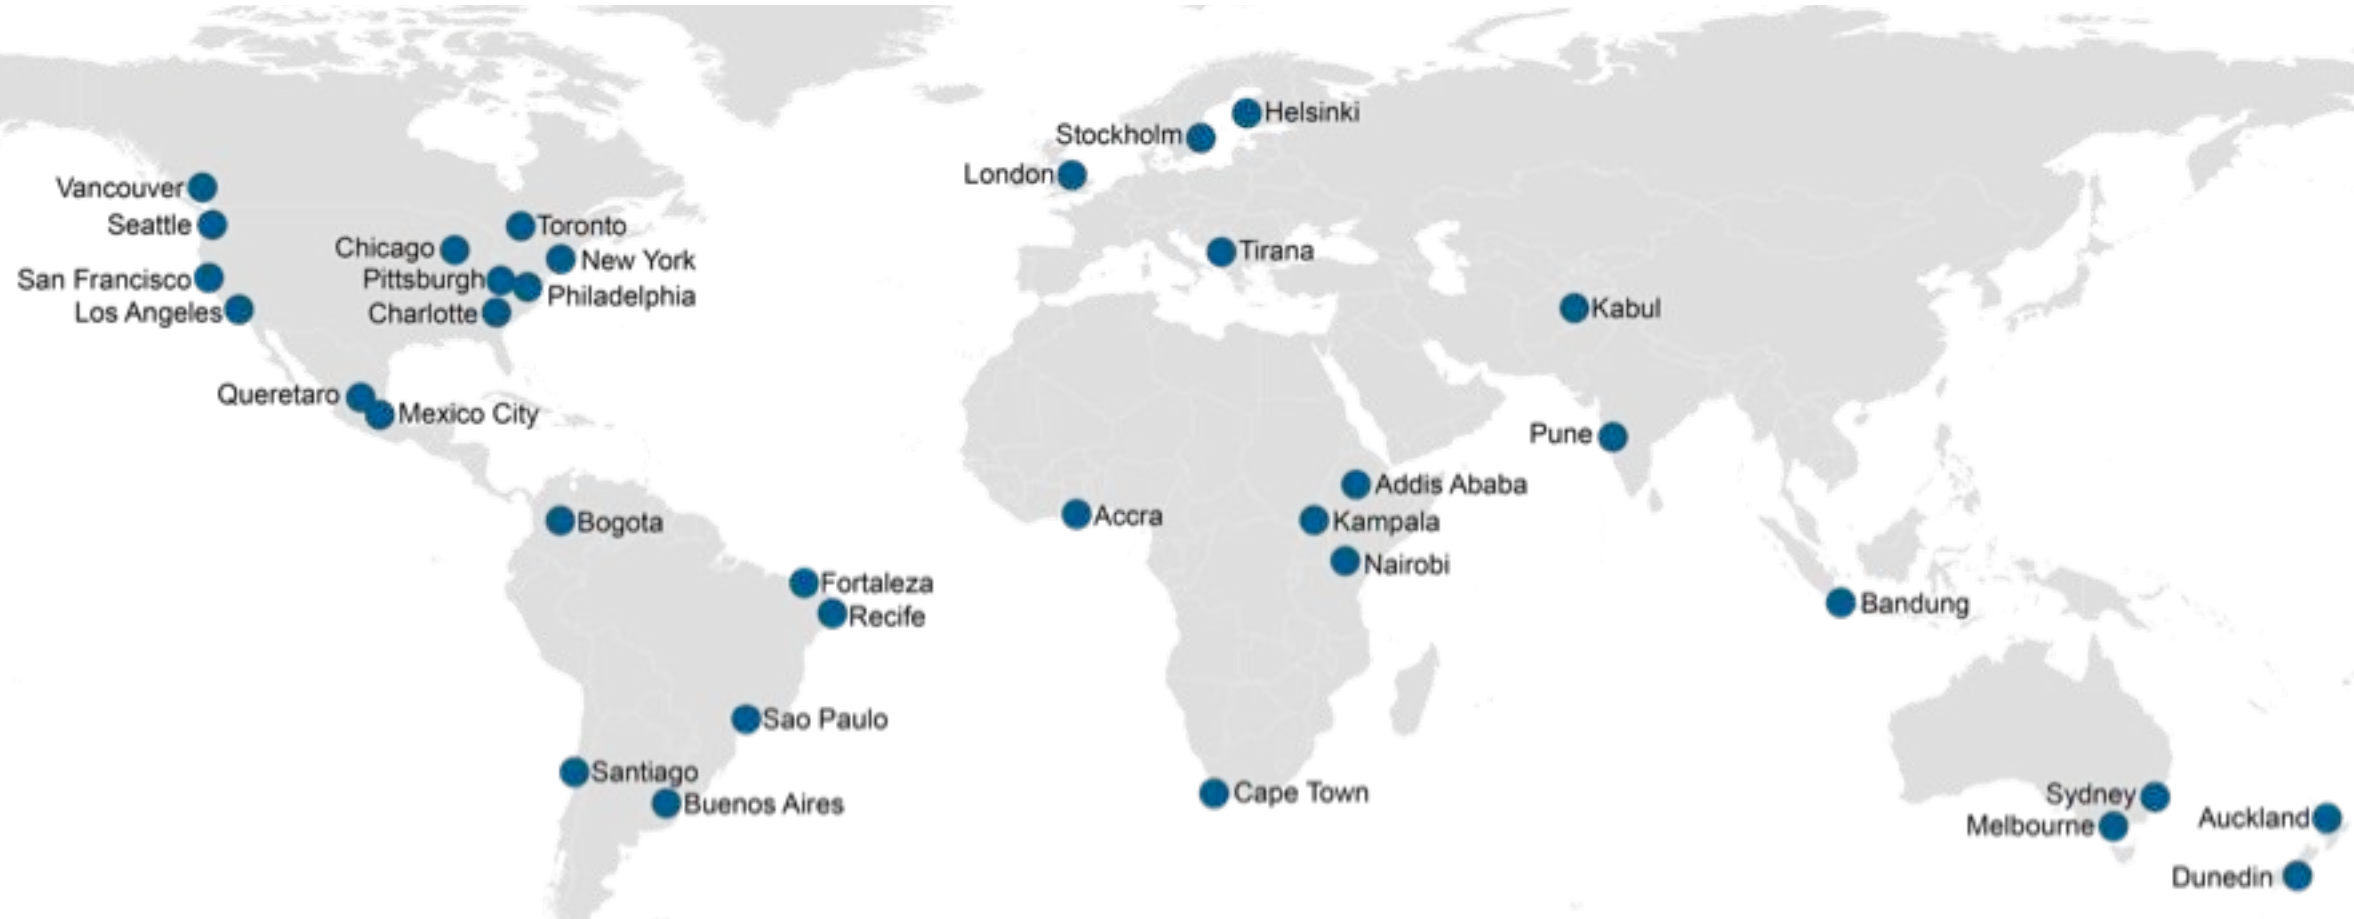 Helsinki
Stockholm
London
Vancouver
Seattle
Toronto
Chicago
New York
Tirana
San Francisco
Pittsburgh
Philadelphia
Los Angeles
Charlotte
Kabul
Queretaro
Mexico City
Pune
Addis Ababa
Bogota
Accra
Kampala
Nairobi
Fortaleza
Recife
Bandung
Sao Paulo
Santiago
Buenos Aires
Cape Town
Sydney
Melbourne
Auckland
Dunedin